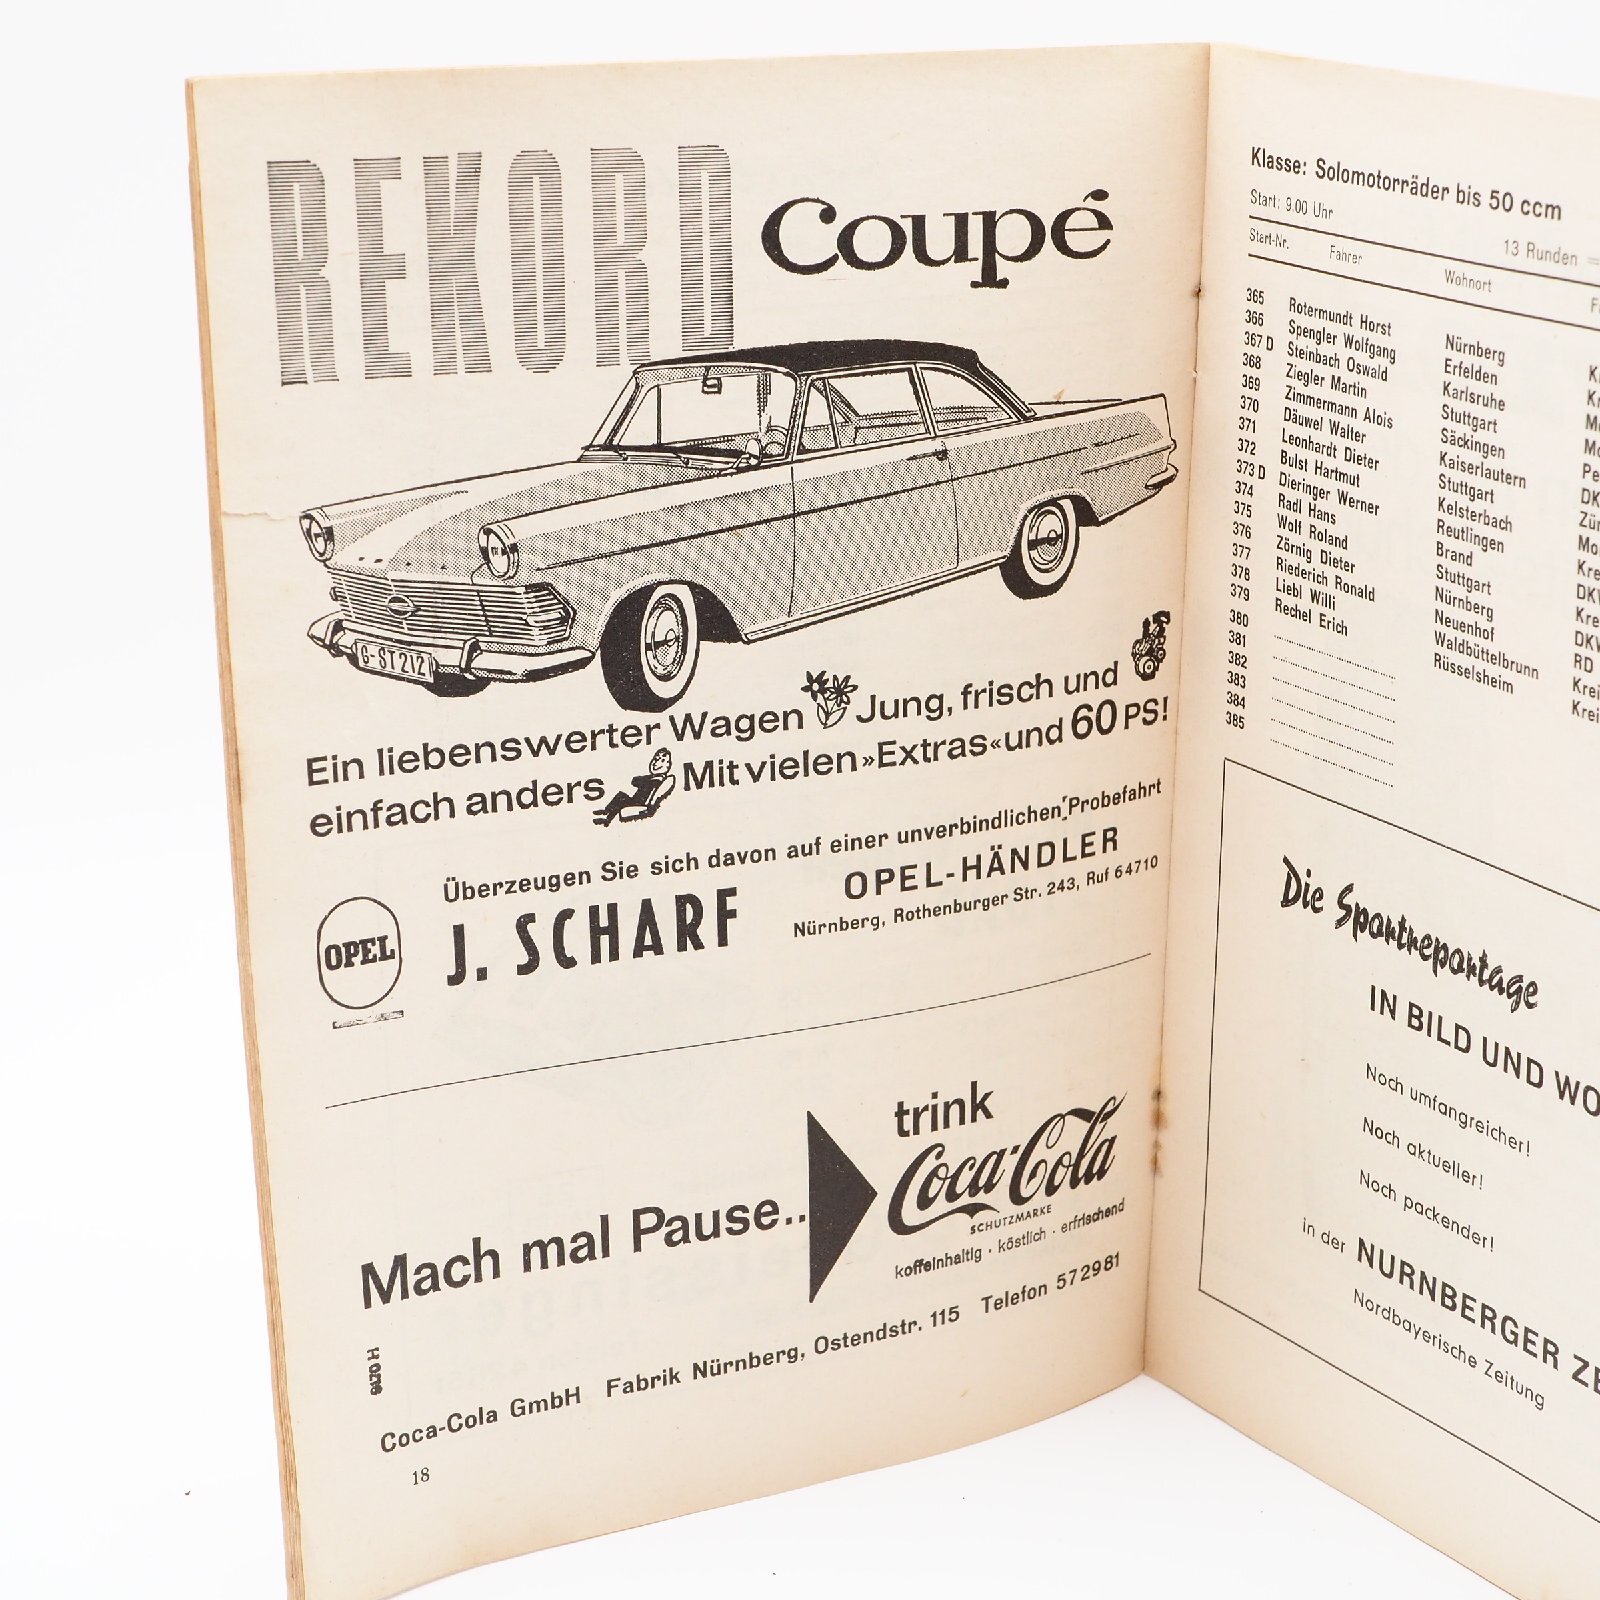 REKORD Coupé
G-ST 212
Ein liebenswerter Wagen Jung, frisch und
einfach anders Mit vielen »Extras« und 60 PS!
Überzeugen Sie sich davon auf einer unverbindlichen Probefahrt
OPEL
J. SCHARF
OPEL-HÄNDLER
Nürnberg, Rothenburger Str. 243, Ruf 64710
Mach mal Pause..
trink
Coca-Cola
SCHUTZMARKE
koffeinhaltig · köstlich · erfrischend
Coca-Cola GmbH Fabrik Nürnberg, Ostendstr. 115 Telefon 572981
18
Klasse: Solomotorräder bis 50 ccm
Start: 9.00 Uhr
13 Runden =
Start-Nr. Fahrer Wohnort
365 Rotermundt Horst Nürnberg
366 Spengler Wolfgang Erfelden
367 D Steinbach Oswald Karlsruhe
368 Ziegler Martin Stuttgart
369 Zimmermann Alois Säckingen
370 Däuwel Walter Kaiserlautern
371 Leonhardt Dieter Stuttgart
372 Bulst Hartmut Kelsterbach
373 D Dieringer Werner Reutlingen
374 Radl Hans Brand
375 Wolf Roland Stuttgart
376 Zörnig Dieter Nürnberg
377 Riederich Ronald Neuenhof
378 Liebl Willi Waldbüttelbrunn
379 Rechel Erich Rüsselsheim
380
381
382
383
384
385
Die Sportreportage
IN BILD UND WO
Noch umfangreicher!
Noch aktueller!
Noch packender!
in der NÜRNBERGER ZE
Nordbayerische Zeitung